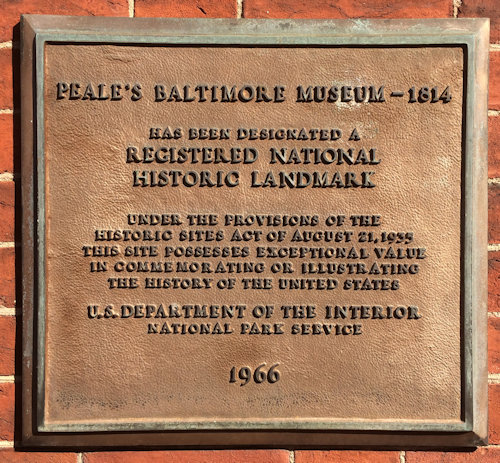 PEALE'S BALTIMORE MUSEUM – 1814
HAS BEEN DESIGNATED A
REGISTERED NATIONAL
HISTORIC LANDMARK
UNDER THE PROVISIONS OF THE
HISTORIC SITES ACT OF AUGUST 21, 1935
THIS SITE POSSESSES EXCEPTIONAL VALUE
IN COMMEMORATING OR ILLUSTRATING
THE HISTORY OF THE UNITED STATES
U.S. DEPARTMENT OF THE INTERIOR
NATIONAL PARK SERVICE
1966